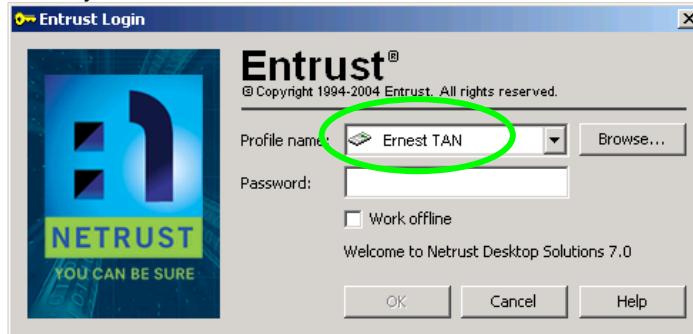 Entrust Login
Entrust®
© Copyright 1994-2004 Entrust. All rights reserved.
Profile name: Ernest TAN Browse...
Password:
Work offline
NETRUST
Welcome to Netrust Desktop Solutions 7.0
YOU CAN BE SURE
OK Cancel Help